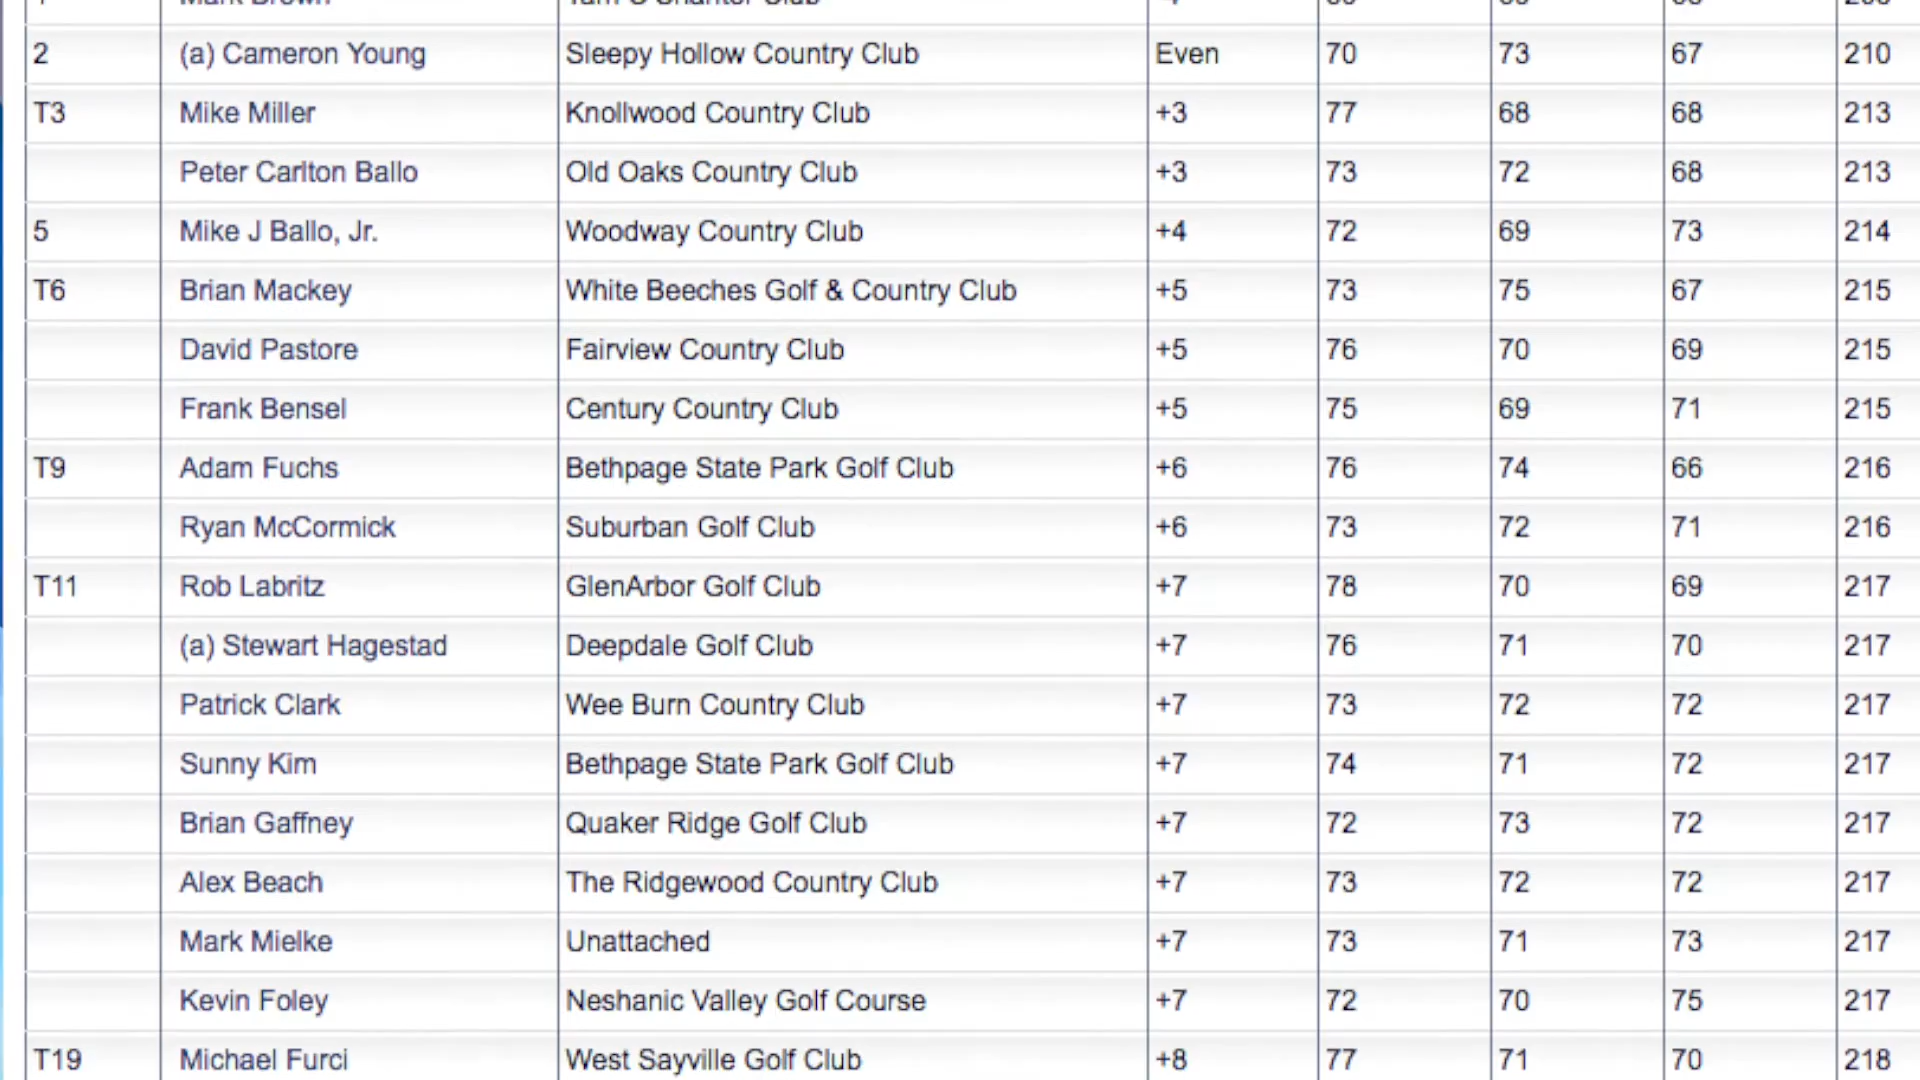 2 (a) Cameron Young Sleepy Hollow Country Club Even 70 73 67 210
T3 Mike Miller Knollwood Country Club +3 77 68 68 213
Peter Carlton Ballo Old Oaks Country Club +3 73 72 68 213
5 Mike J Ballo, Jr. Woodway Country Club +4 72 69 73 214
T6 Brian Mackey White Beeches Golf & Country Club +5 73 75 67 215
David Pastore Fairview Country Club +5 76 70 69 215
Frank Bensel Century Country Club +5 75 69 71 215
T9 Adam Fuchs Bethpage State Park Golf Club +6 76 74 66 216
Ryan McCormick Suburban Golf Club +6 73 72 71 216
T11 Rob Labritz GlenArbor Golf Club +7 78 70 69 217
(a) Stewart Hagestad Deepdale Golf Club +7 76 71 70 217
Patrick Clark Wee Burn Country Club +7 73 72 72 217
Sunny Kim Bethpage State Park Golf Club +7 74 71 72 217
Brian Gaffney Quaker Ridge Golf Club +7 72 73 72 217
Alex Beach The Ridgewood Country Club +7 73 72 72 217
Mark Mielke Unattached +7 73 71 73 217
Kevin Foley Neshanic Valley Golf Course +7 72 70 75 217
T19 Michael Furci West Sayville Golf Club +8 77 71 70 218